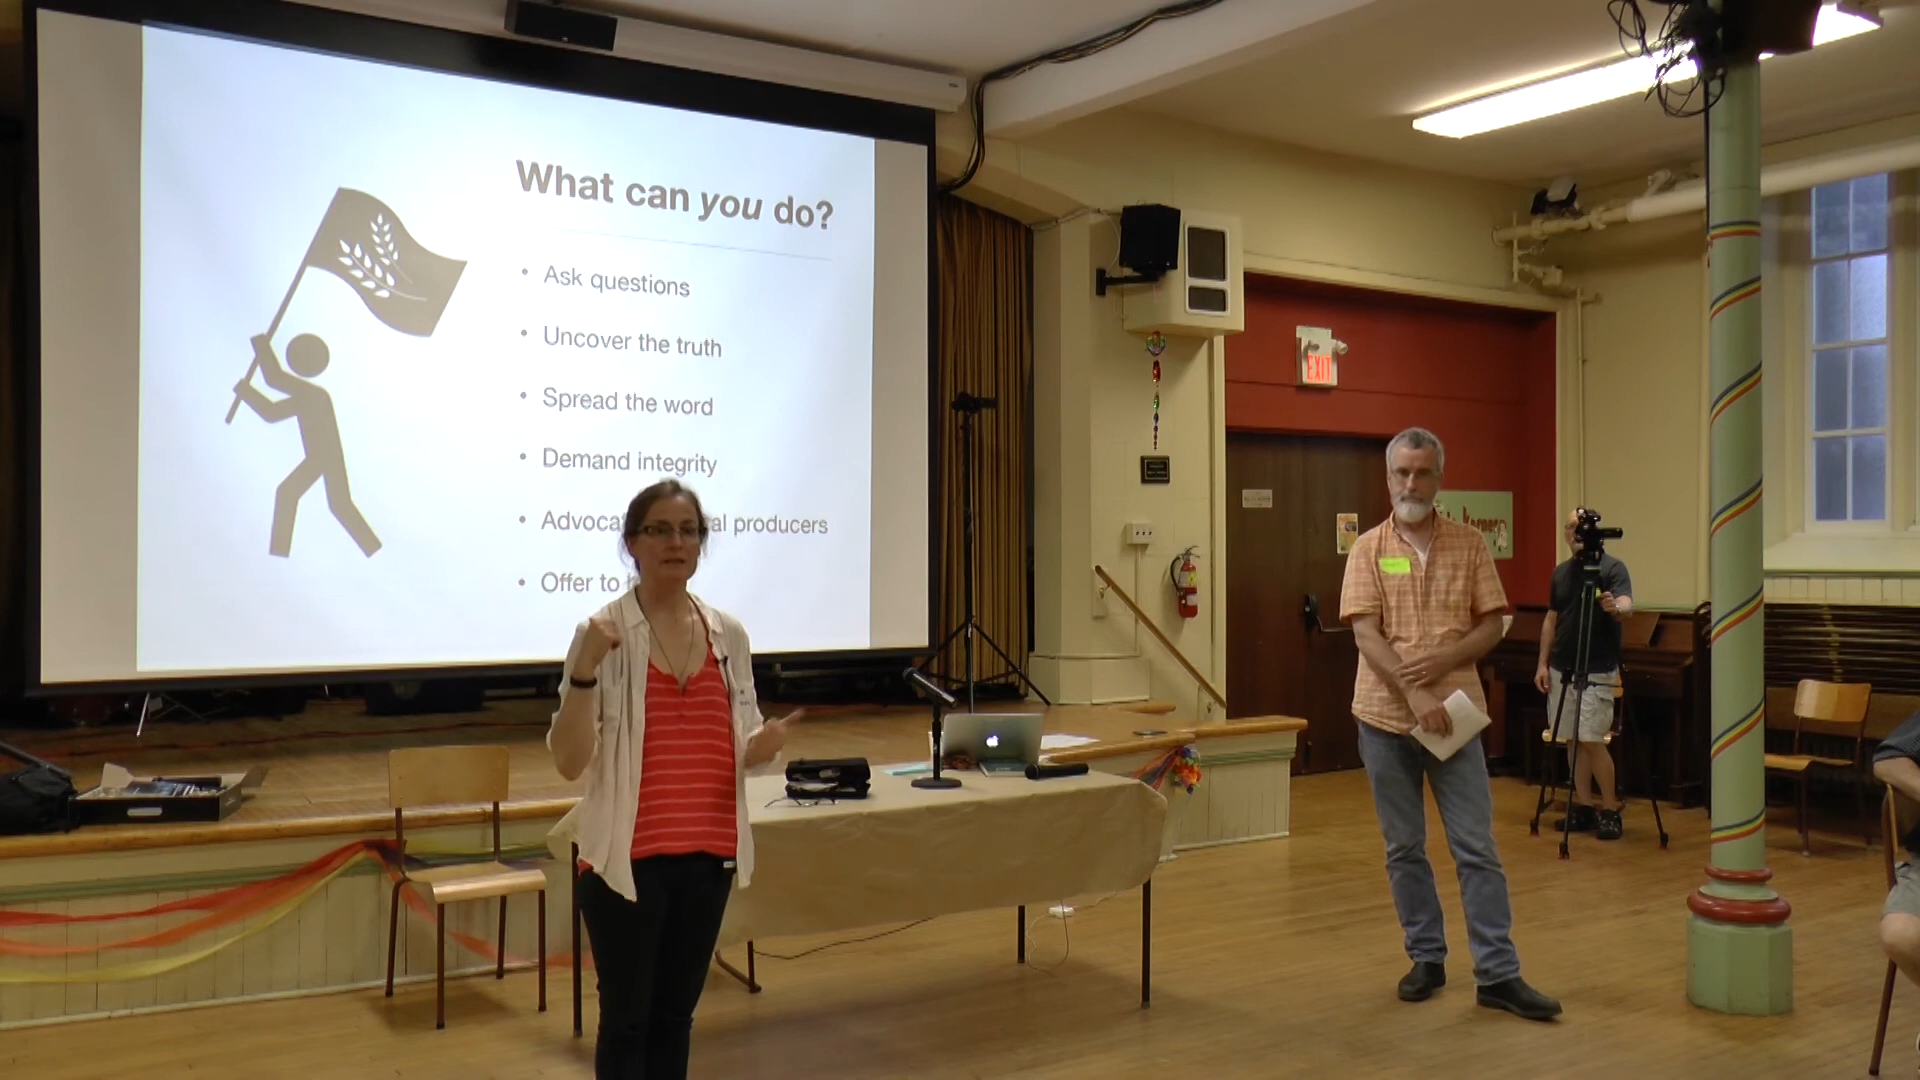 What can you do?
• Ask questions
• Uncover the truth
• Spread the word
• Demand integrity
• Advoca al producers
• Offer to
EXIT
Korner